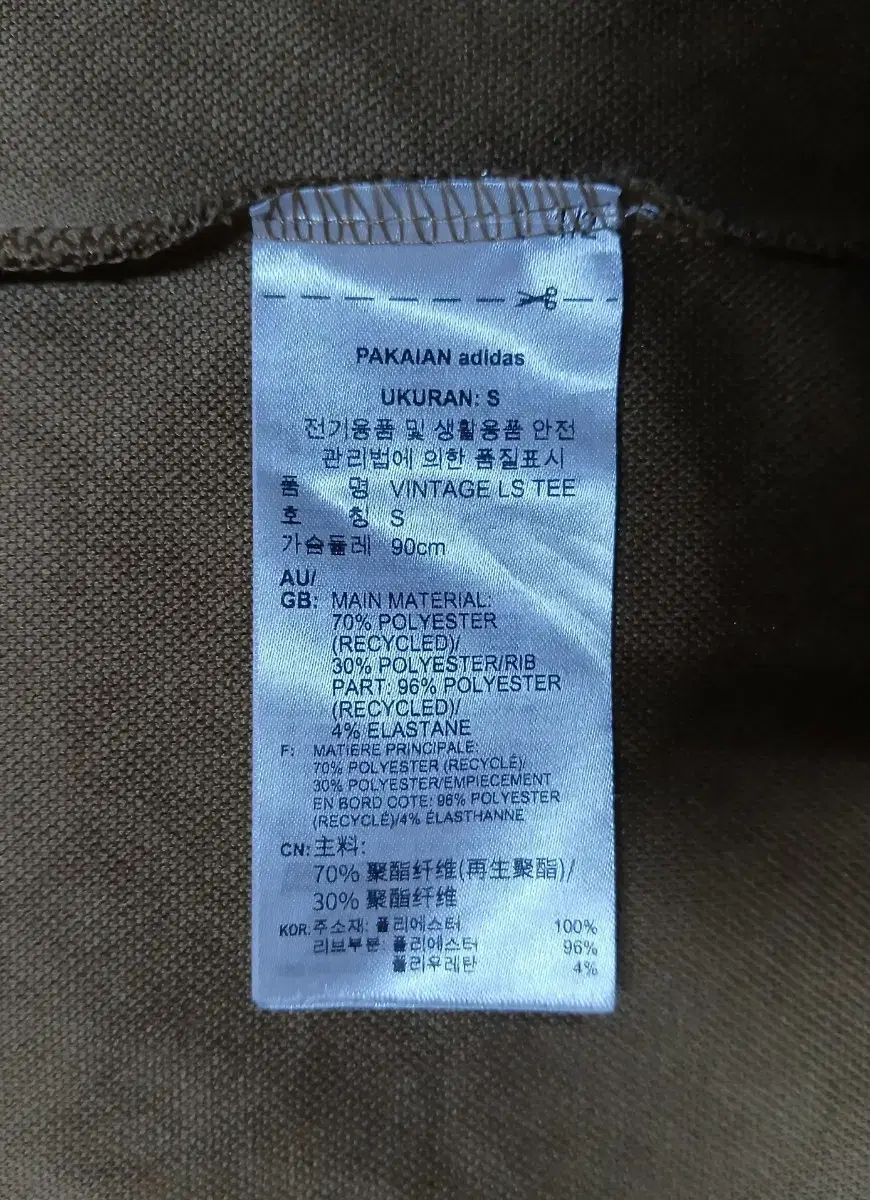 1/2
PAKAIAN adidas
UKURAN: S
전기용품 및 생활용품 안전
관리법에 의한 품질표시
품 명 VINTAGE LS TEE
호 칭 S
가슴둘레 90cm
AU/
GB: MAIN MATERIAL:
70% POLYESTER
(RECYCLED)/
30% POLYESTER/RIB
PART: 96% POLYESTER
(RECYCLED)/
4% ELASTANE
F: MATIÈRE PRINCIPALE:
70% POLYESTER (RECYCLÉ)/
30% POLYESTER/EMPIECEMENT
EN BORD COTE: 96% POLYESTER
(RECYCLÉ)/4% ÉLASTHANNE
CN: 主料:
70% 聚酯纤维(再生聚酯)/
30% 聚酯纤维
KOR: 주소재: 폴리에스터 100%
리브부분: 폴리에스터 96%
폴리우레탄 4%